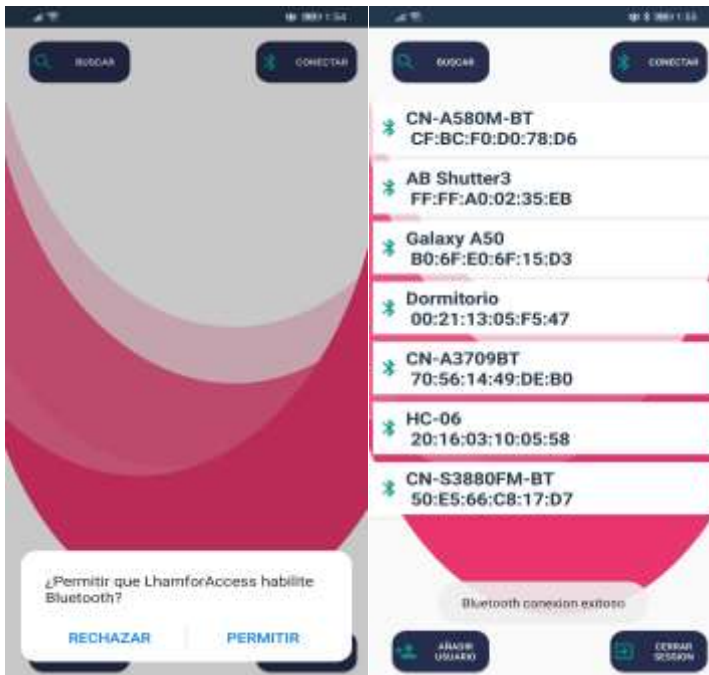 1:54
BUSCAR
CONECTAR
¿Permitir que LhamforAccess habilite
Bluetooth?
RECHAZAR PERMITIR
BUSCAR
CONECTAR
CN-A580M-BT
CF:BC:F0:D0:78:D6
AB Shutter3
FF:FF:A0:02:35:EB
Galaxy A50
B0:6F:E0:6F:15:D3
Dormitorio
00:21:13:05:F5:47
CN-A3709BT
70:56:14:49:DE:B0
HC-06
20:16:03:10:05:58
CN-S3880FM-BT
50:E5:66:C8:17:D7
Bluetooth conexion exitoso
AÑADIR
USUARIO
CERRAR
SESSION